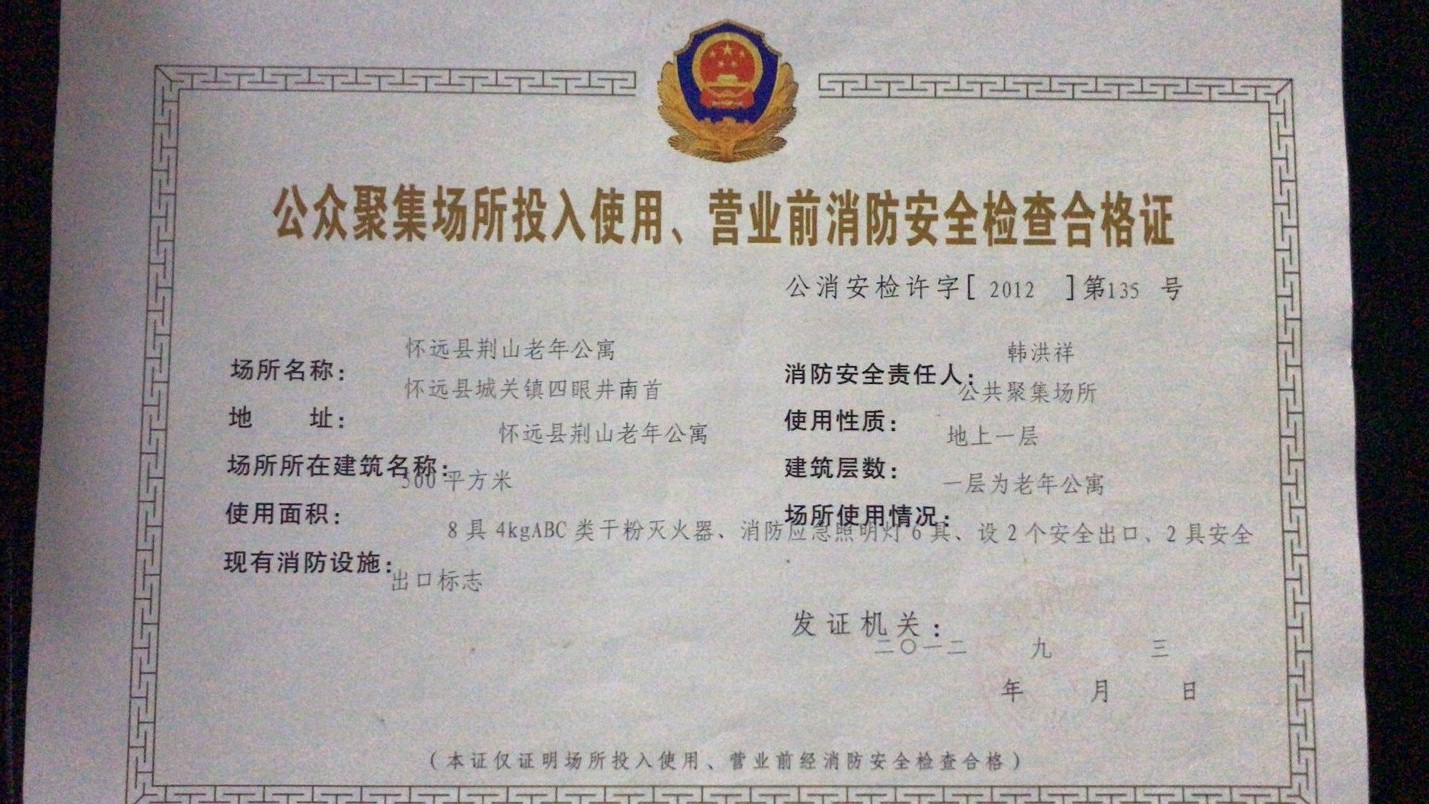 公众聚集场所投入使用、营业前消防安全检查合格证
公消安检许字[ 2012 ]第135 号
场所名称: 怀远县荆山老年公寓
消防安全责任人: 韩洪祥
地 址: 怀远县城关镇四眼井南首
使用性质: 公共聚集场所
场所所在建筑名称: 怀远县荆山老年公寓
建筑层数: 地上一层
使用面积: 500平方米
场所使用情况: 一层为老年公寓
现有消防设施: 8具4kgABC类干粉灭火器、消防应急照明灯6具、设2个安全出口、2具安全
出口标志
发证机关:
二〇一二 年 九 月 三 日
(本证仅证明场所投入使用、营业前经消防安全检查合格)